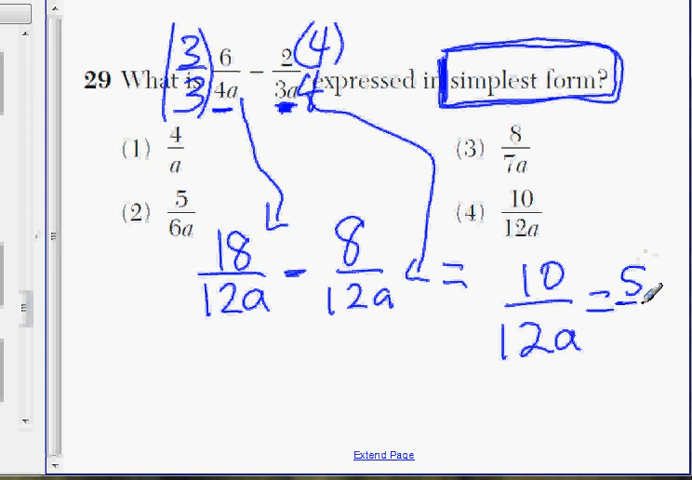 (3/3) (4)
29 What is 6/4a − 2/3a 4 expressed in simplest form?
(1) 4/a (3) 8/7a
(2) 5/6a (4) 10/12a
18/12a - 8/12a = 10/12a = 5
Extend Page